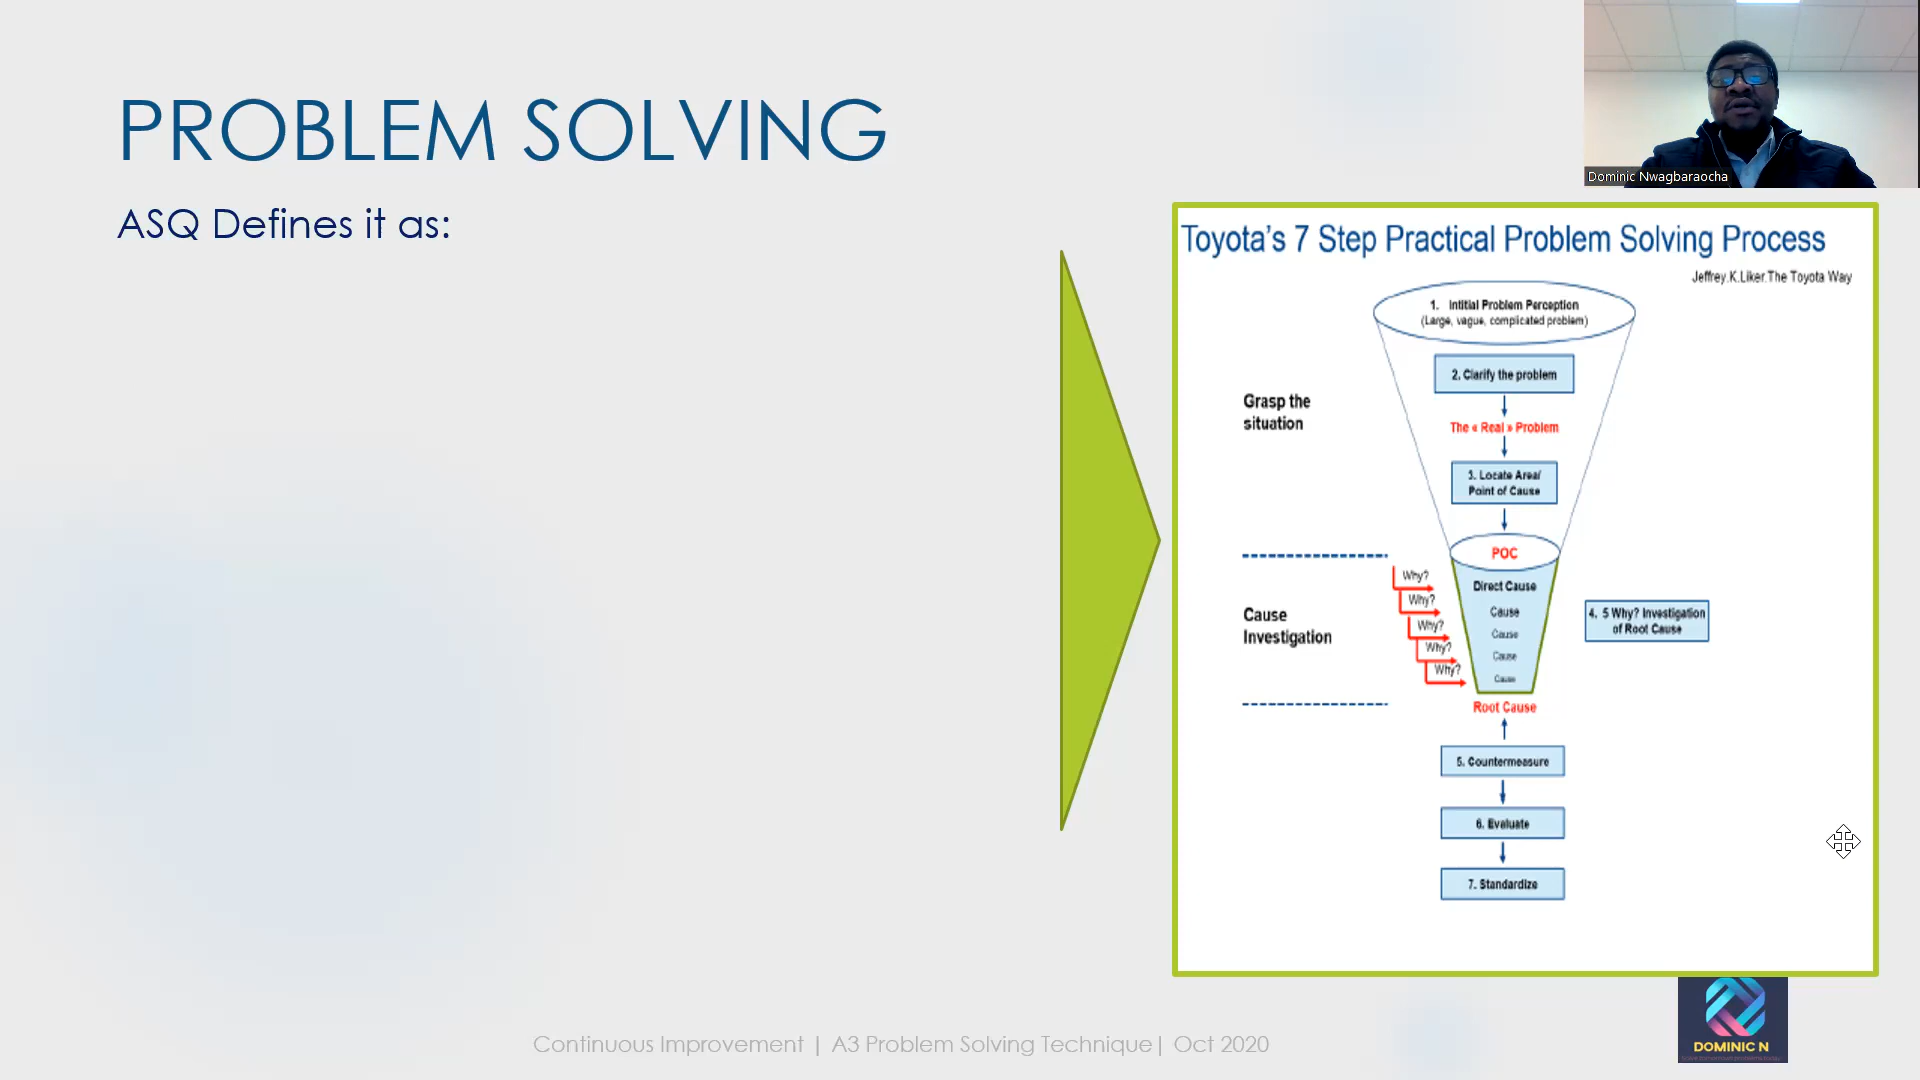 PROBLEM SOLVING
ASQ Defines it as:
Dominic Nwagbaraocha
Toyota's 7 Step Practical Problem Solving Process
Jeffrey.K.Liker.The Toyota Way
1. Intitial Problem Perception
(Large, vague, complicated problem)
2. Clarify the problem
Grasp the
situation
The « Real » Problem
3. Locate Area/
Point of Cause
POC
Why?
Why?
Why?
Why?
Why?
Direct Cause
Cause
Cause
Cause
Cause
Cause
Investigation
4. 5 Why? Investigation
of Root Cause
Root Cause
5. Countermeasure
6. Evaluate
7. Standardize
DOMINIC N
Continuous Improvement | A3 Problem Solving Technique| Oct 2020